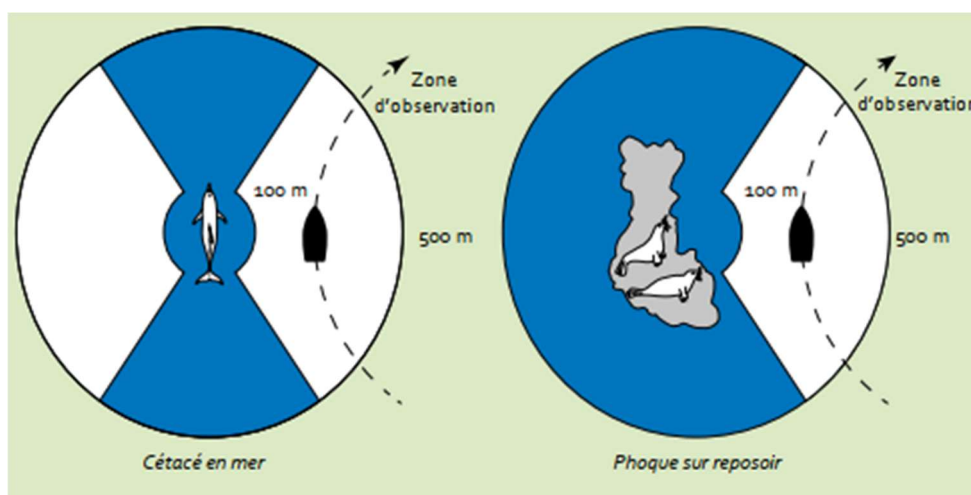 Zone
d'observation
100 m
500 m
Cétacé en mer
Zone
d'observation
100 m
500 m
Phoque sur reposoir